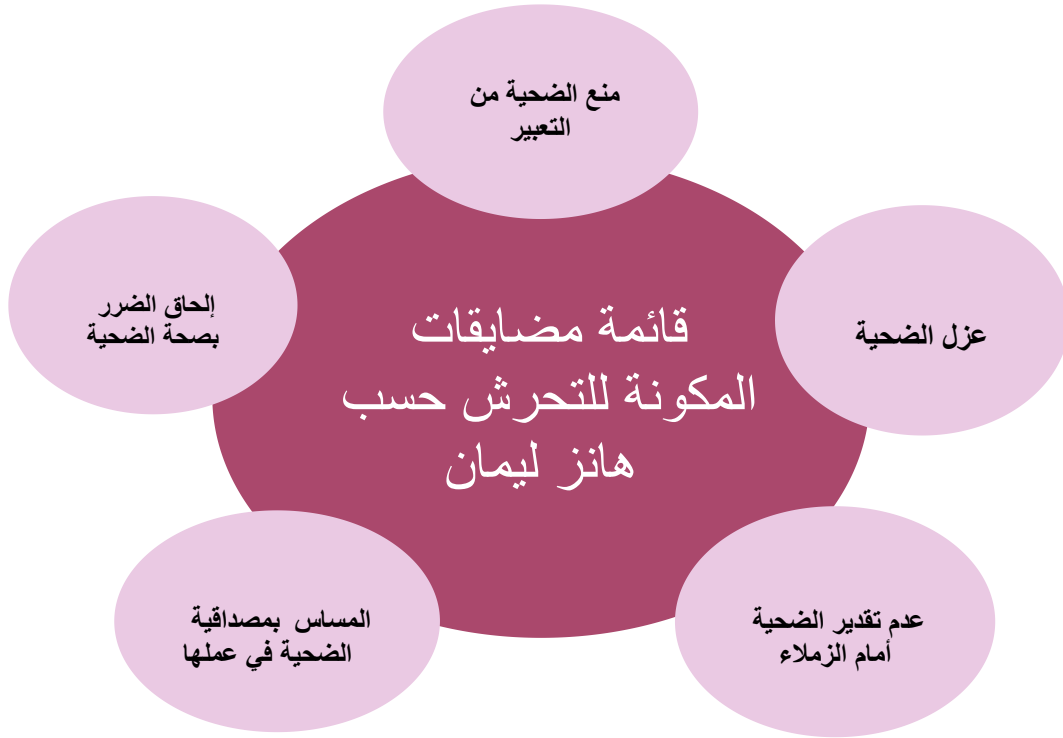 منع الضحية من
التعبير
إلحاق الضرر
بصحة الضحية
قائمة مضايقات
المكونة للتحرش حسب
هانز ليمان
عزل الضحية
المساس بمصداقية
الضحية في عملها
عدم تقدير الضحية
أمام الزملاء